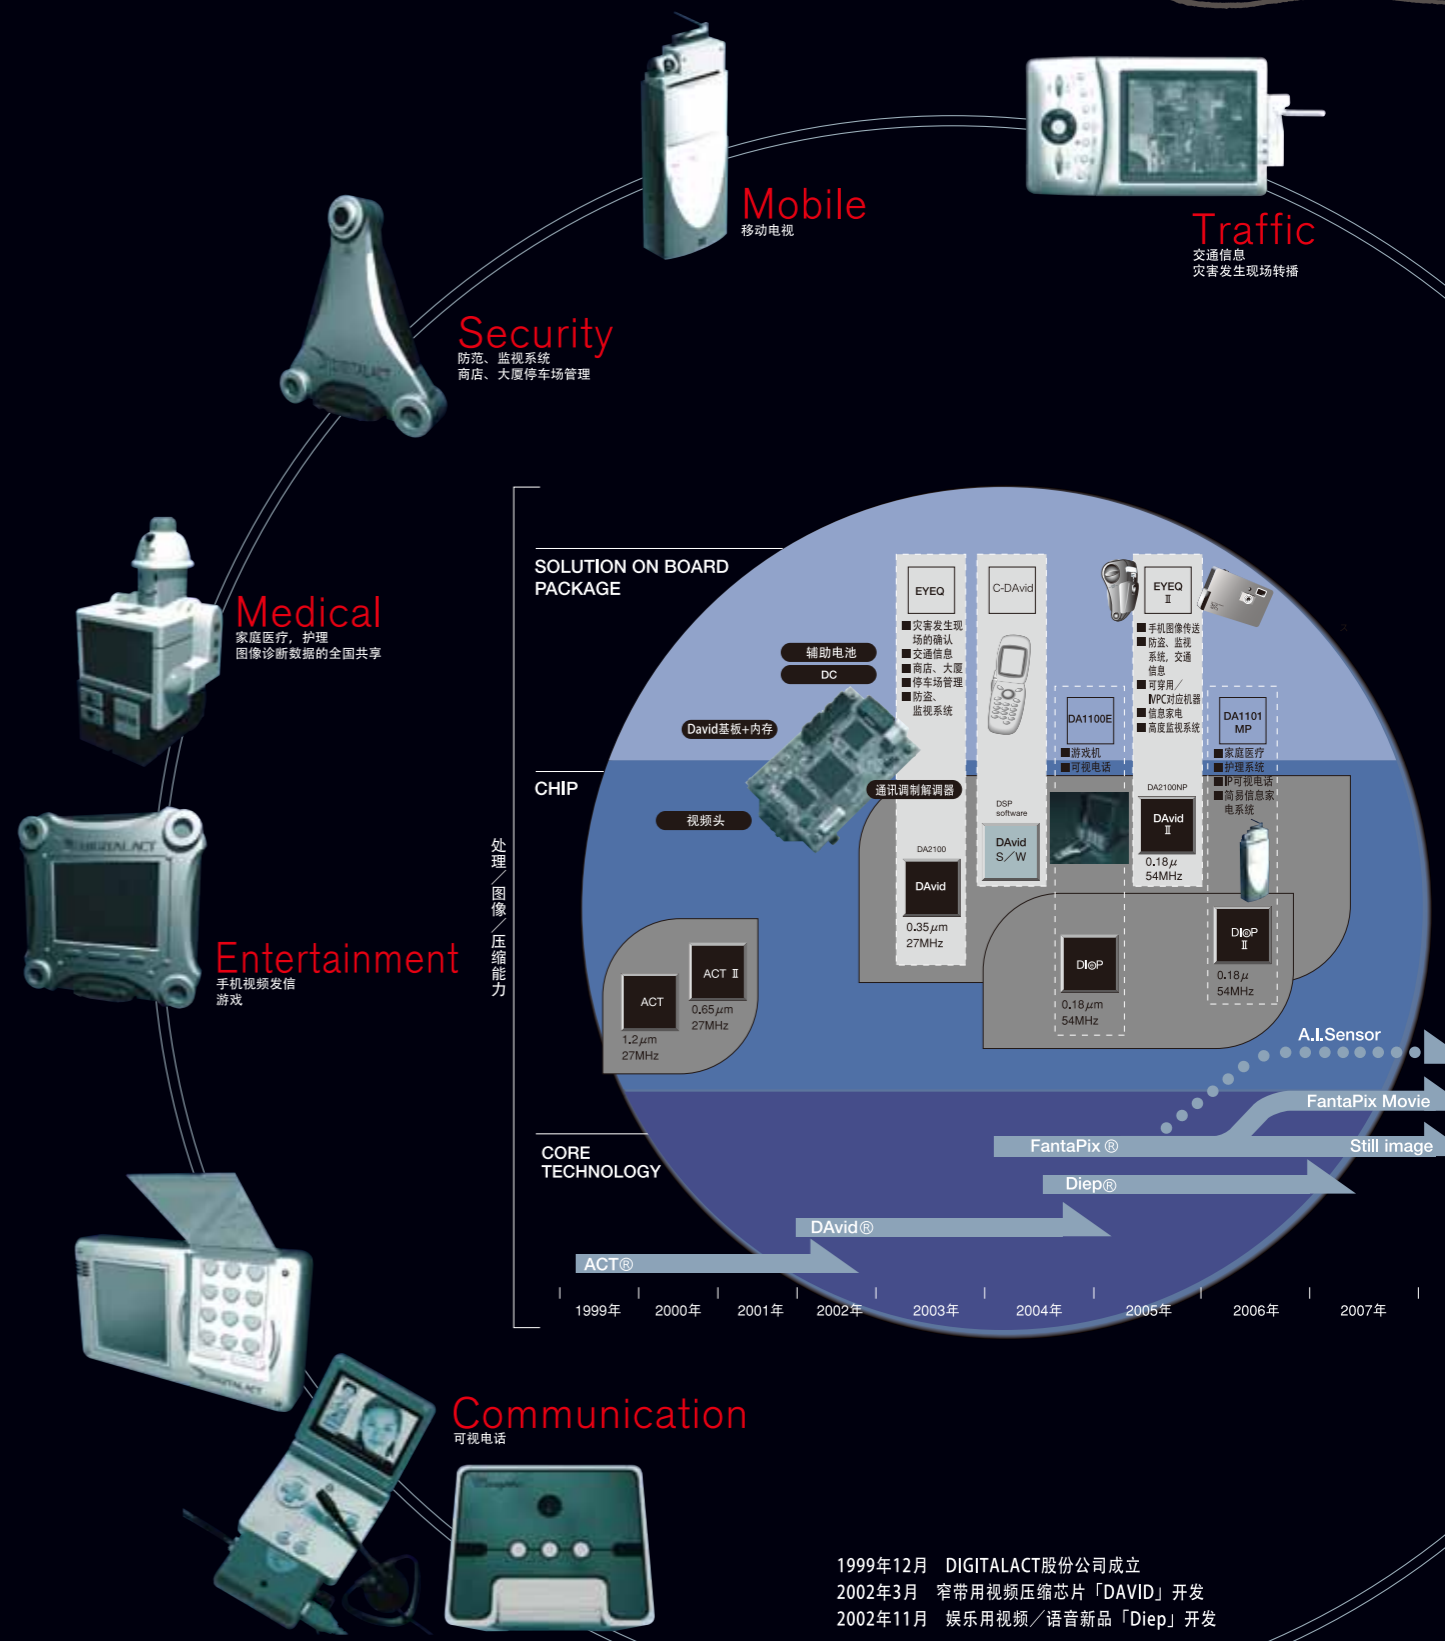 Mobile
移动电视
Traffic
交通信息
灾害发生现场转播
Security
防范、监视系统
商店、大厦停车场管理
DIGITALACT
Medical
家庭医疗，护理
图像诊断数据的全国共享
DIGITALACT
Entertainment
手机视频发信
游戏
DIGITALACT
Communication
可视电话
处理／图像／压缩能力
SOLUTION ON BOARD
PACKAGE
CHIP
CORE
TECHNOLOGY
辅助电池
DC
David基板+内存
通讯调制解调器
视频头
EYEQ
■灾害发生现
场的确认
■交通信息
■商店、大厦
■停车场管理
■防盗、
监视系统
DA2100
DAvid
0.35μm
27MHz
C-DAvid
DSP
software
DAvid
S／W
DA1100E
■游戏机
■可视电话
DI@P
0.18μm
54MHz
EYEQ
II
■手机图像传送
■防盗、监视
系统，交通
信息
■可穿用／
IVPC对应机器
■信息家电
■高度监视系统
DA2100NP
DAvid
II
0.18μ
54MHz
DA1101
MP
■家庭医疗
■护理系统
■IP可视电话
■简易信息家
电系统
DI@P
II
0.18μ
54MHz
ACT
1.2μm
27MHz
ACT II
0.65μm
27MHz
A.I.Sensor
FantaPix Movie
FantaPix ®
Still image
Diep®
DAvid®
ACT®
1999年
2000年
2001年
2002年
2003年
2004年
2005年
2006年
2007年
1999年12月 DIGITALACT股份公司成立
2002年3月 窄带用视频压缩芯片「DAVID」开发
2002年11月 娱乐用视频／语音新品「Diep」开发